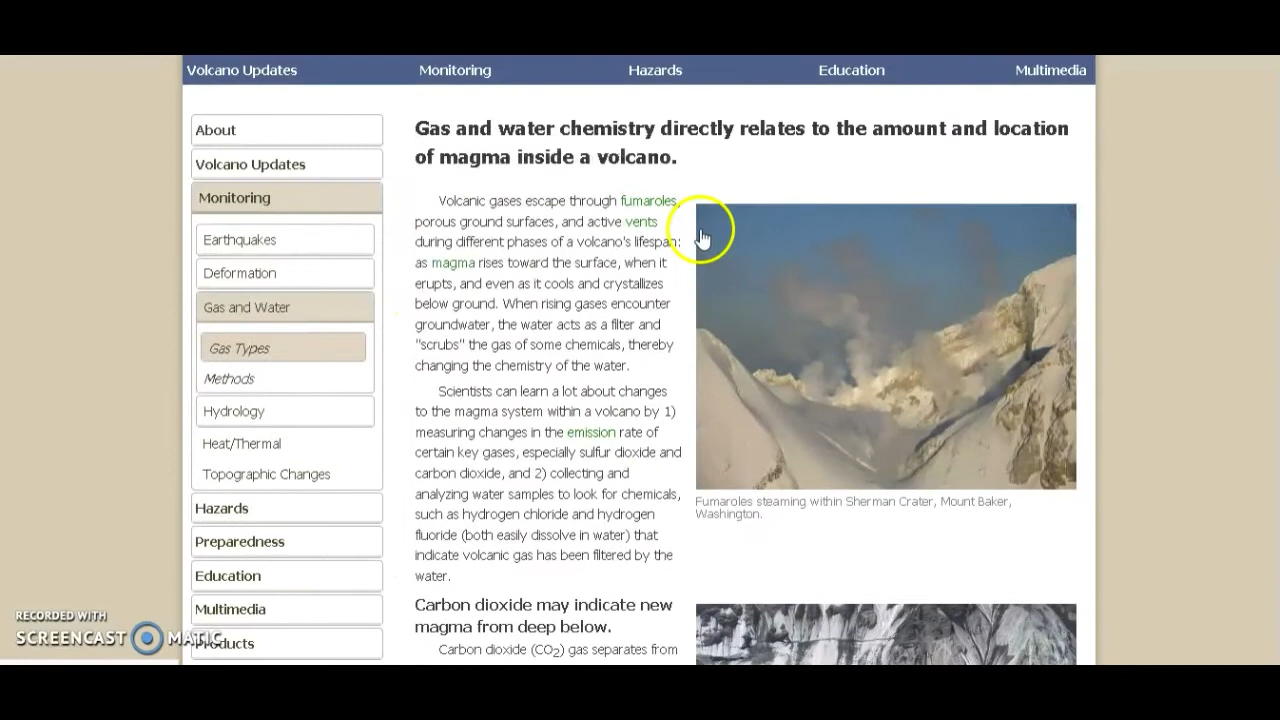 Volcano Updates Monitoring Hazards Education Multimedia
About
Volcano Updates
Monitoring
Earthquakes
Deformation
Gas and Water
Gas Types
Methods
Hydrology
Heat/Thermal
Topographic Changes
Hazards
Preparedness
Education
Multimedia
Products
Gas and water chemistry directly relates to the amount and location
of magma inside a volcano.
Volcanic gases escape through fumaroles,
porous ground surfaces, and active vents
during different phases of a volcano's lifespan:
as magma rises toward the surface, when it
erupts, and even as it cools and crystallizes
below ground. When rising gases encounter
groundwater, the water acts as a filter and
"scrubs" the gas of some chemicals, thereby
changing the chemistry of the water.
Scientists can learn a lot about changes
to the magma system within a volcano by 1)
measuring changes in the emission rate of
certain key gases, especially sulfur dioxide and
carbon dioxide, and 2) collecting and
analyzing water samples to look for chemicals,
such as hydrogen chloride and hydrogen
fluoride (both easily dissolve in water) that
indicate volcanic gas has been filtered by the
water.
Carbon dioxide may indicate new
magma from deep below.
Carbon dioxide (CO2) gas separates from
Fumaroles steaming within Sherman Crater, Mount Baker,
Washington.
RECORDED WITH
SCREENCAST MATIC